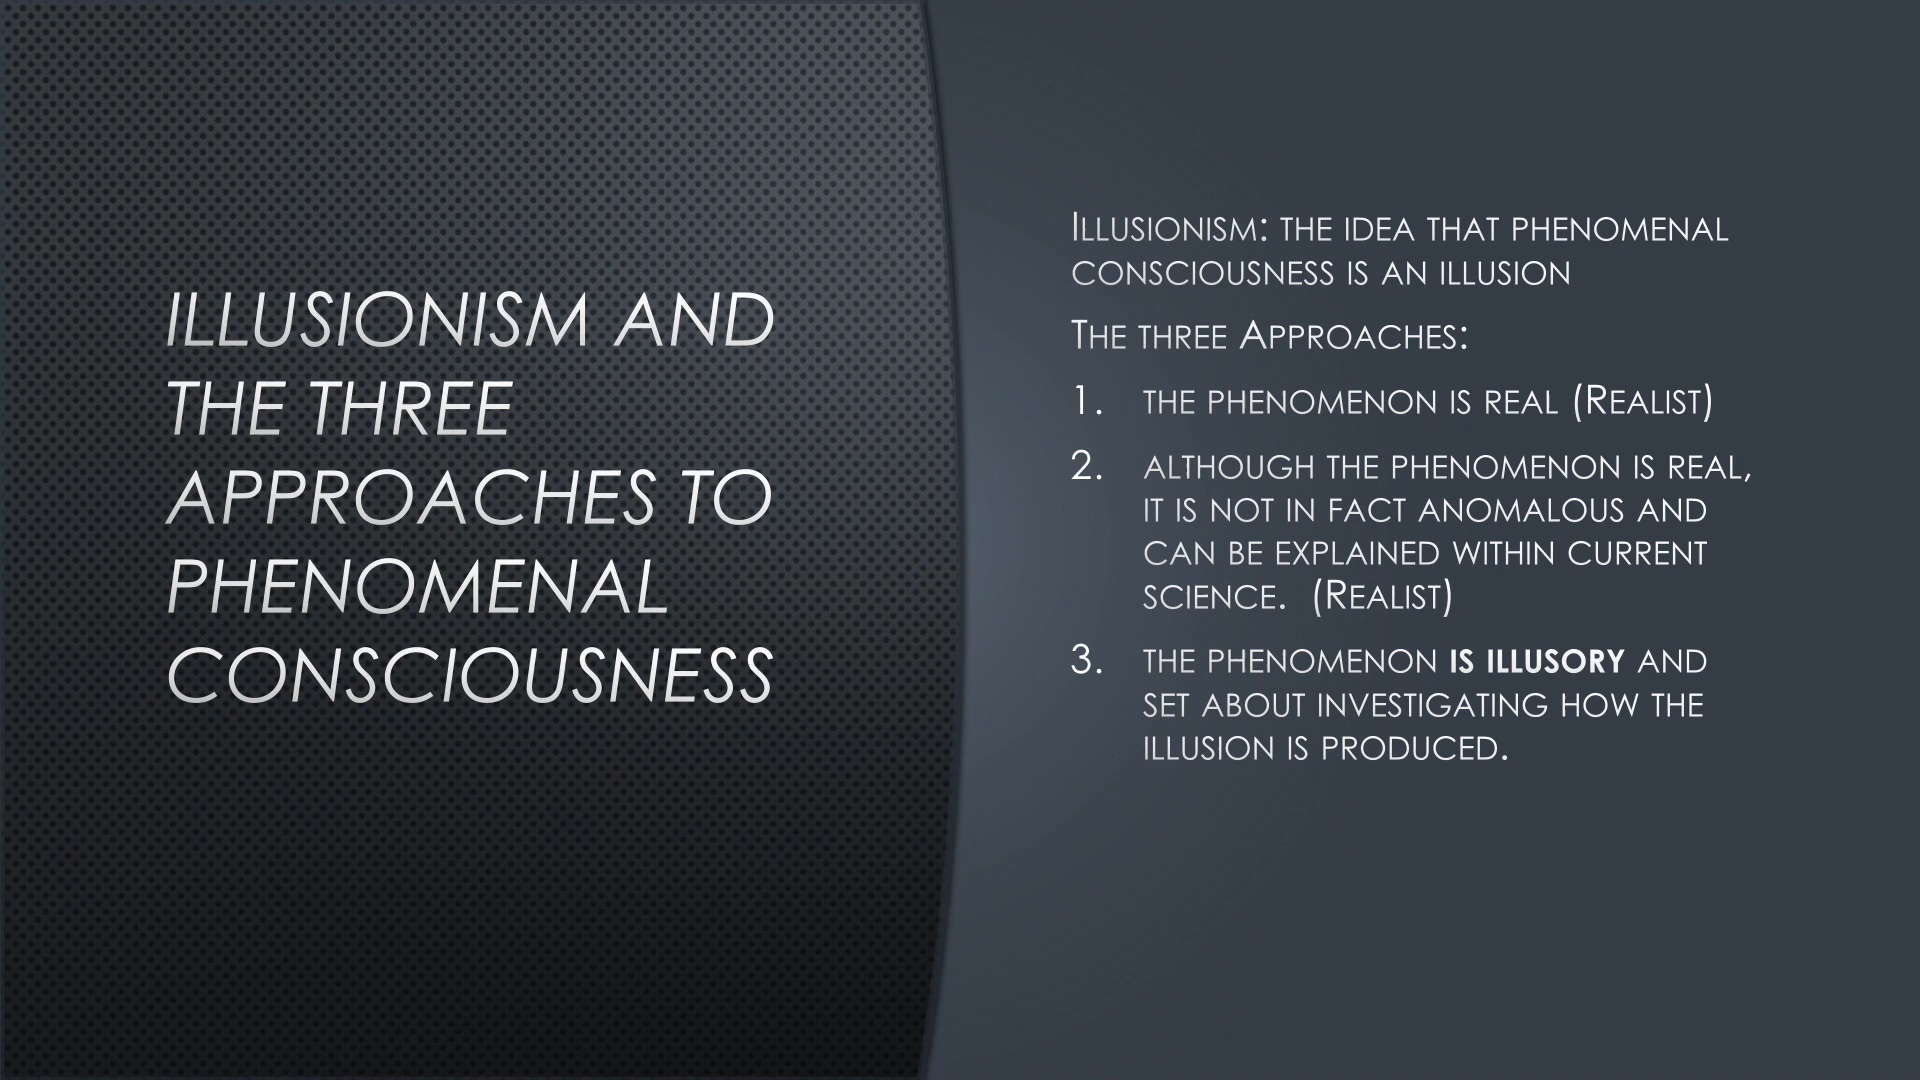 ILLUSIONISM AND
THE THREE
APPROACHES TO
PHENOMENAL
CONSCIOUSNESS
Illusionism: the idea that phenomenal
consciousness is an illusion
The three Approaches:
1. the phenomenon is real (Realist)
2. although the phenomenon is real,
it is not in fact anomalous and
can be explained within current
science. (Realist)
3. the phenomenon is illusory and
set about investigating how the
illusion is produced.